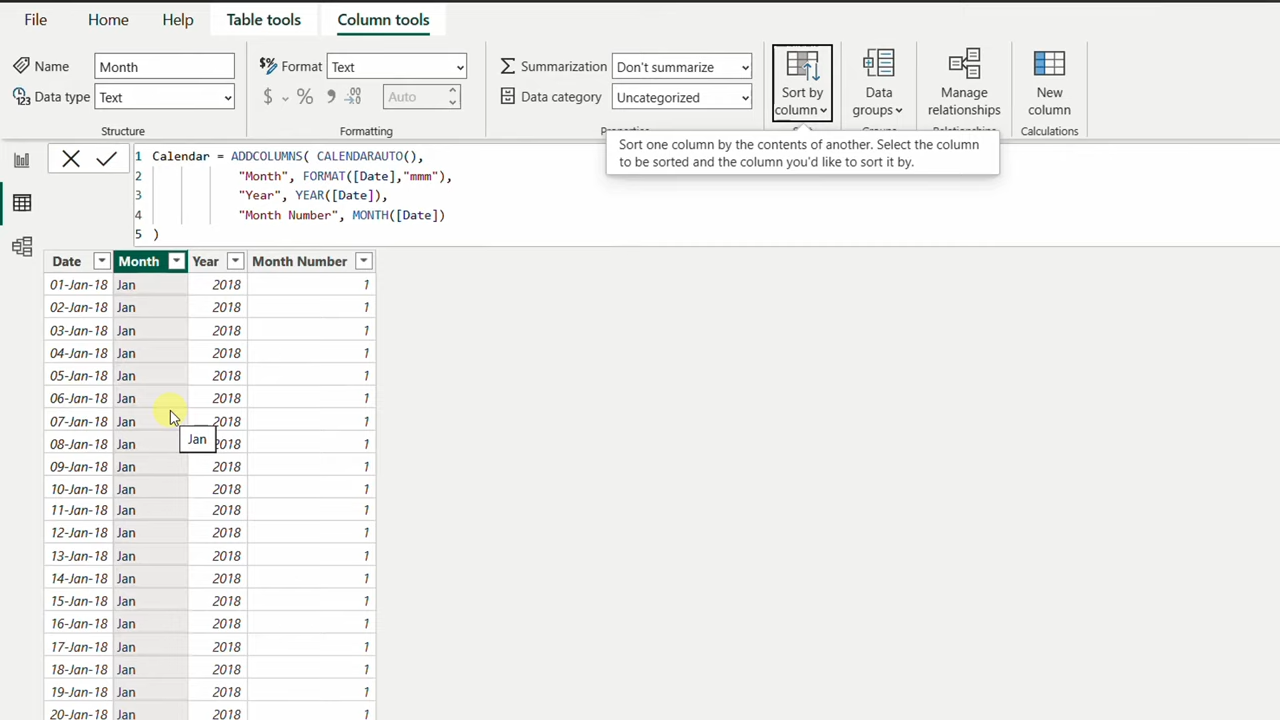 File Home Help Table tools Column tools
Name Month
Data type Text
Structure
Format Text
$ % 9 .00 Auto
Formatting
Summarization Don't summarize
Data category Uncategorized
Sort by column
Data groups
Manage relationships
New column
Calculations
Sort one column by the contents of another. Select the column
to be sorted and the column you'd like to sort it by.
1 Calendar = ADDCOLUMNS( CALENDARAUTO(),
2 "Month", FORMAT([Date],"mmm"),
3 "Year", YEAR([Date]),
4 "Month Number", MONTH([Date])
5 )
Date Month Year Month Number
01-Jan-18 Jan 2018 1
02-Jan-18 Jan 2018 1
03-Jan-18 Jan 2018 1
04-Jan-18 Jan 2018 1
05-Jan-18 Jan 2018 1
06-Jan-18 Jan 2018 1
07-Jan-18 Jan 2018 1
08-Jan-18 Jan 2018 1
Jan
09-Jan-18 Jan 2018 1
10-Jan-18 Jan 2018 1
11-Jan-18 Jan 2018 1
12-Jan-18 Jan 2018 1
13-Jan-18 Jan 2018 1
14-Jan-18 Jan 2018 1
15-Jan-18 Jan 2018 1
16-Jan-18 Jan 2018 1
17-Jan-18 Jan 2018 1
18-Jan-18 Jan 2018 1
19-Jan-18 Jan 2018 1
20-Jan-18 Jan 2018 1